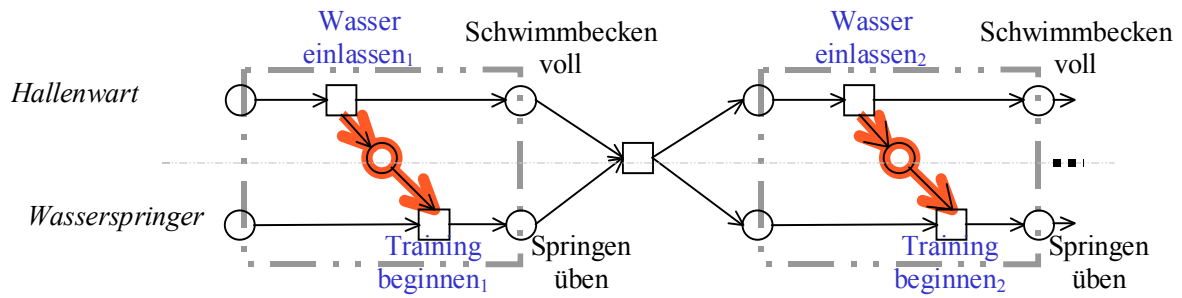 Wasser
einlassen₁
Schwimmbecken
voll
Wasser
einlassen₂
Schwimmbecken
voll
Hallenwart
Wasserspringer
Training
beginnen₁
Springen
üben
Training
beginnen₂
Springen
üben